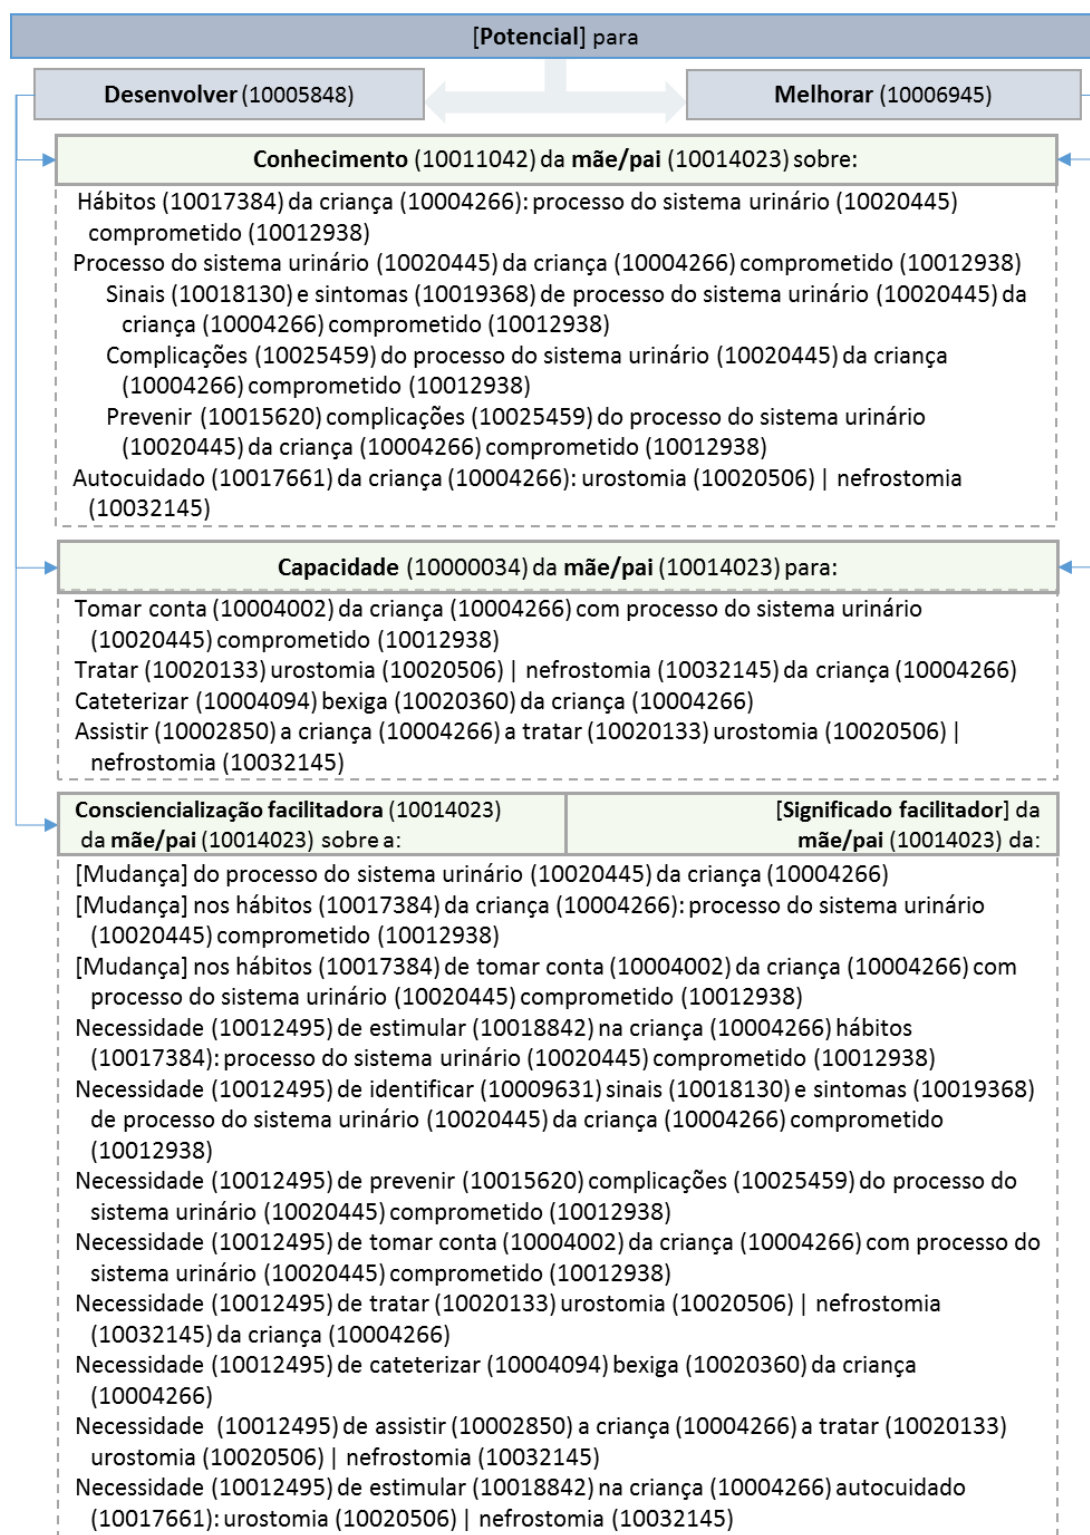 [Potencial] para
Desenvolver (10005848)
Melhorar (10006945)
Conhecimento (10011042) da mãe/pai (10014023) sobre:
Hábitos (10017384) da criança (10004266): processo do sistema urinário (10020445)
comprometido (10012938)
Processo do sistema urinário (10020445) da criança (10004266) comprometido (10012938)
Sinais (10018130) e sintomas (10019368) de processo do sistema urinário (10020445) da
criança (10004266) comprometido (10012938)
Complicações (10025459) do processo do sistema urinário (10020445) da criança
(10004266) comprometido (10012938)
Prevenir (10015620) complicações (10025459) do processo do sistema urinário
(10020445) da criança (10004266) comprometido (10012938)
Autocuidado (10017661) da criança (10004266): urostomia (10020506) | nefrostomia
(10032145)
Capacidade (10000034) da mãe/pai (10014023) para:
Tomar conta (10004002) da criança (10004266) com processo do sistema urinário
(10020445) comprometido (10012938)
Tratar (10020133) urostomia (10020506) | nefrostomia (10032145) da criança (10004266)
Cateterizar (10004094) bexiga (10020360) da criança (10004266)
Assistir (10002850) a criança (10004266) a tratar (10020133) urostomia (10020506) |
nefrostomia (10032145)
Consciencialização facilitadora (10014023)
da mãe/pai (10014023) sobre a:
[Significado facilitador] da
mãe/pai (10014023) da:
[Mudança] do processo do sistema urinário (10020445) da criança (10004266)
[Mudança] nos hábitos (10017384) da criança (10004266): processo do sistema urinário
(10020445) comprometido (10012938)
[Mudança] nos hábitos (10017384) de tomar conta (10004002) da criança (10004266) com
processo do sistema urinário (10020445) comprometido (10012938)
Necessidade (10012495) de estimular (10018842) na criança (10004266) hábitos
(10017384): processo do sistema urinário (10020445) comprometido (10012938)
Necessidade (10012495) de identificar (10009631) sinais (10018130) e sintomas (10019368)
de processo do sistema urinário (10020445) da criança (10004266) comprometido
(10012938)
Necessidade (10012495) de prevenir (10015620) complicações (10025459) do processo do
sistema urinário (10020445) comprometido (10012938)
Necessidade (10012495) de tomar conta (10004002) da criança (10004266) com processo do
sistema urinário (10020445) comprometido (10012938)
Necessidade (10012495) de tratar (10020133) urostomia (10020506) | nefrostomia
(10032145) da criança (10004266)
Necessidade (10012495) de cateterizar (10004094) bexiga (10020360) da criança
(10004266)
Necessidade (10012495) de assistir (10002850) a criança (10004266) a tratar (10020133)
urostomia (10020506) | nefrostomia (10032145)
Necessidade (10012495) de estimular (10018842) na criança (10004266) autocuidado
(10017661): urostomia (10020506) | nefrostomia (10032145)